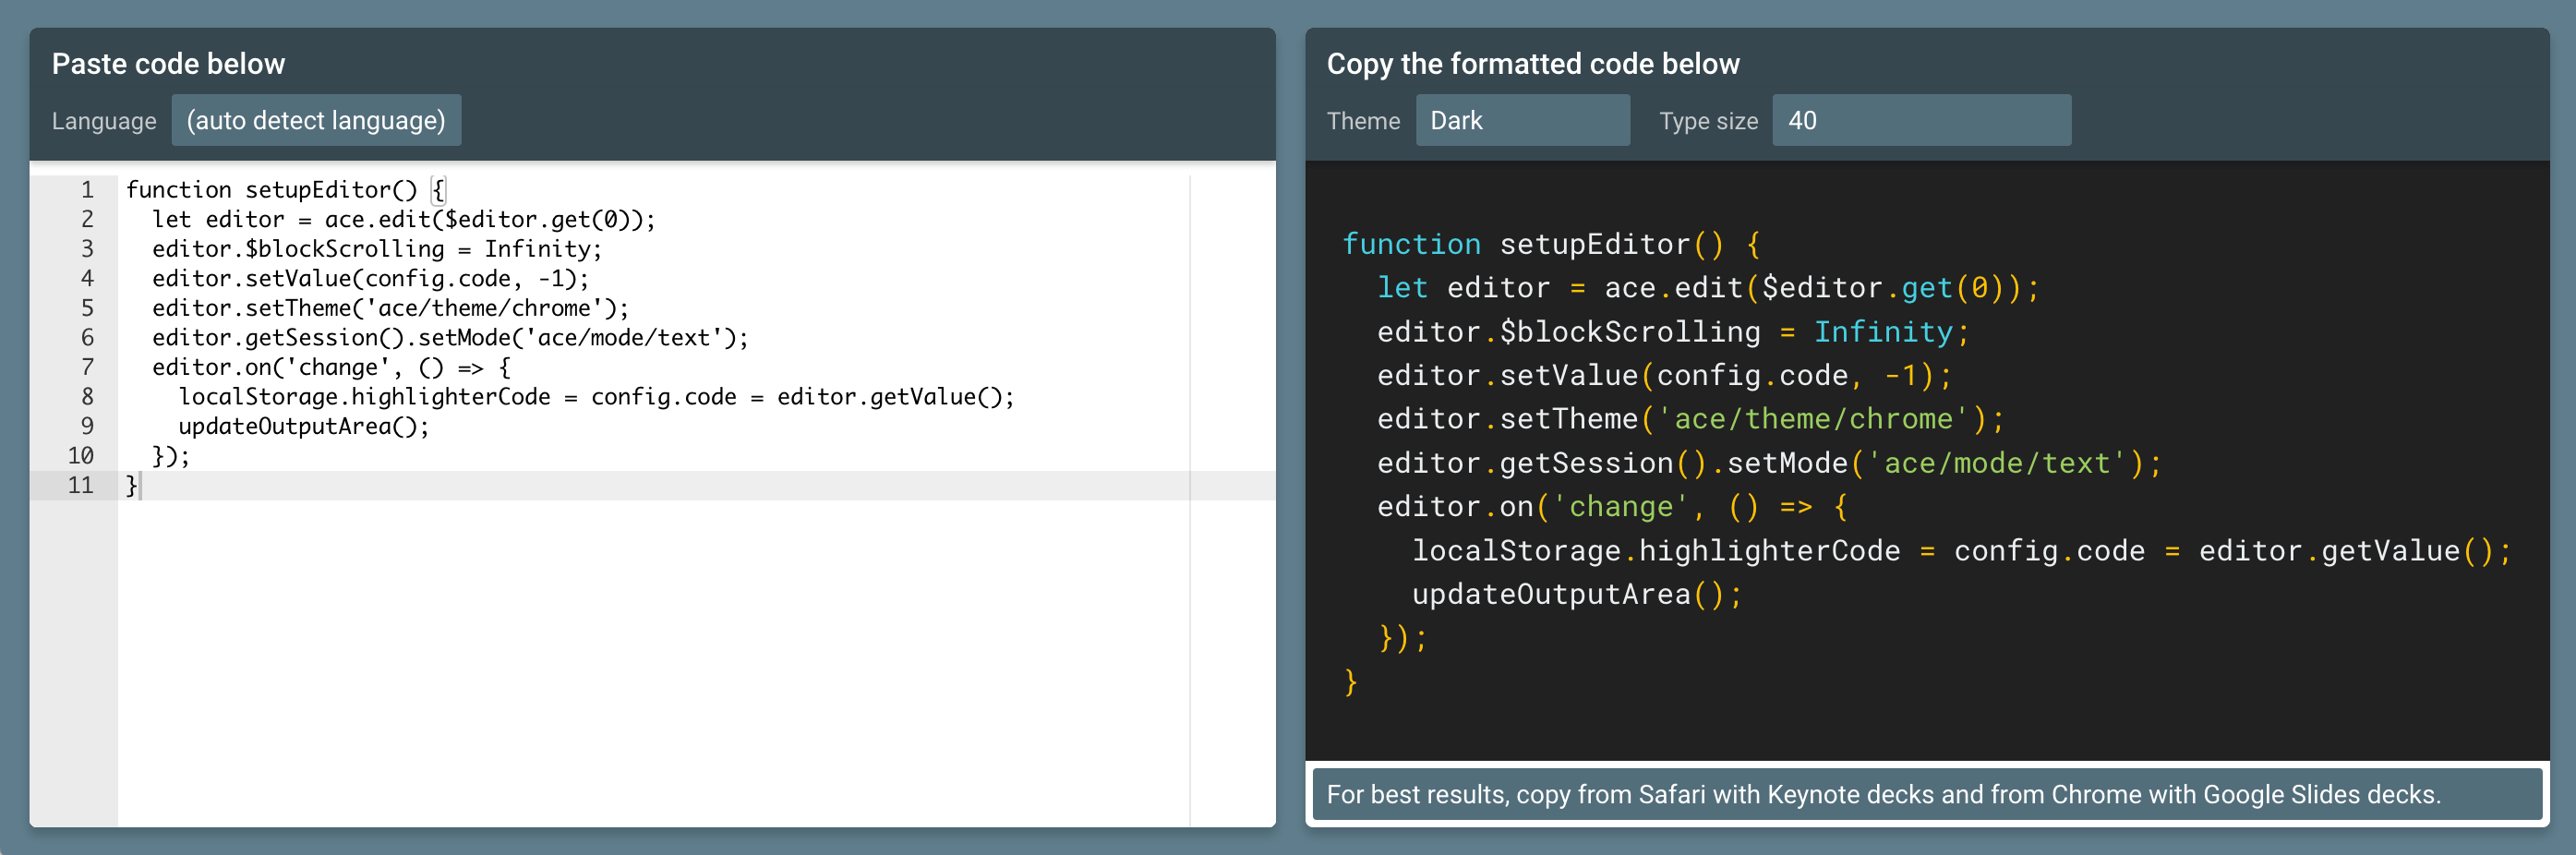 Paste code below
Language (auto detect language)
1 function setupEditor() {
2   let editor = ace.edit($editor.get(0));
3   editor.$blockScrolling = Infinity;
4   editor.setValue(config.code, -1);
5   editor.setTheme('ace/theme/chrome');
6   editor.getSession().setMode('ace/mode/text');
7   editor.on('change', () => {
8     localStorage.highlighterCode = config.code = editor.getValue();
9     updateOutputArea();
10   });
11 }
Copy the formatted code below
Theme Dark Type size 40
function setupEditor() {
  let editor = ace.edit($editor.get(0));
  editor.$blockScrolling = Infinity;
  editor.setValue(config.code, -1);
  editor.setTheme('ace/theme/chrome');
  editor.getSession().setMode('ace/mode/text');
  editor.on('change', () => {
    localStorage.highlighterCode = config.code = editor.getValue();
    updateOutputArea();
  });
}
For best results, copy from Safari with Keynote decks and from Chrome with Google Slides decks.